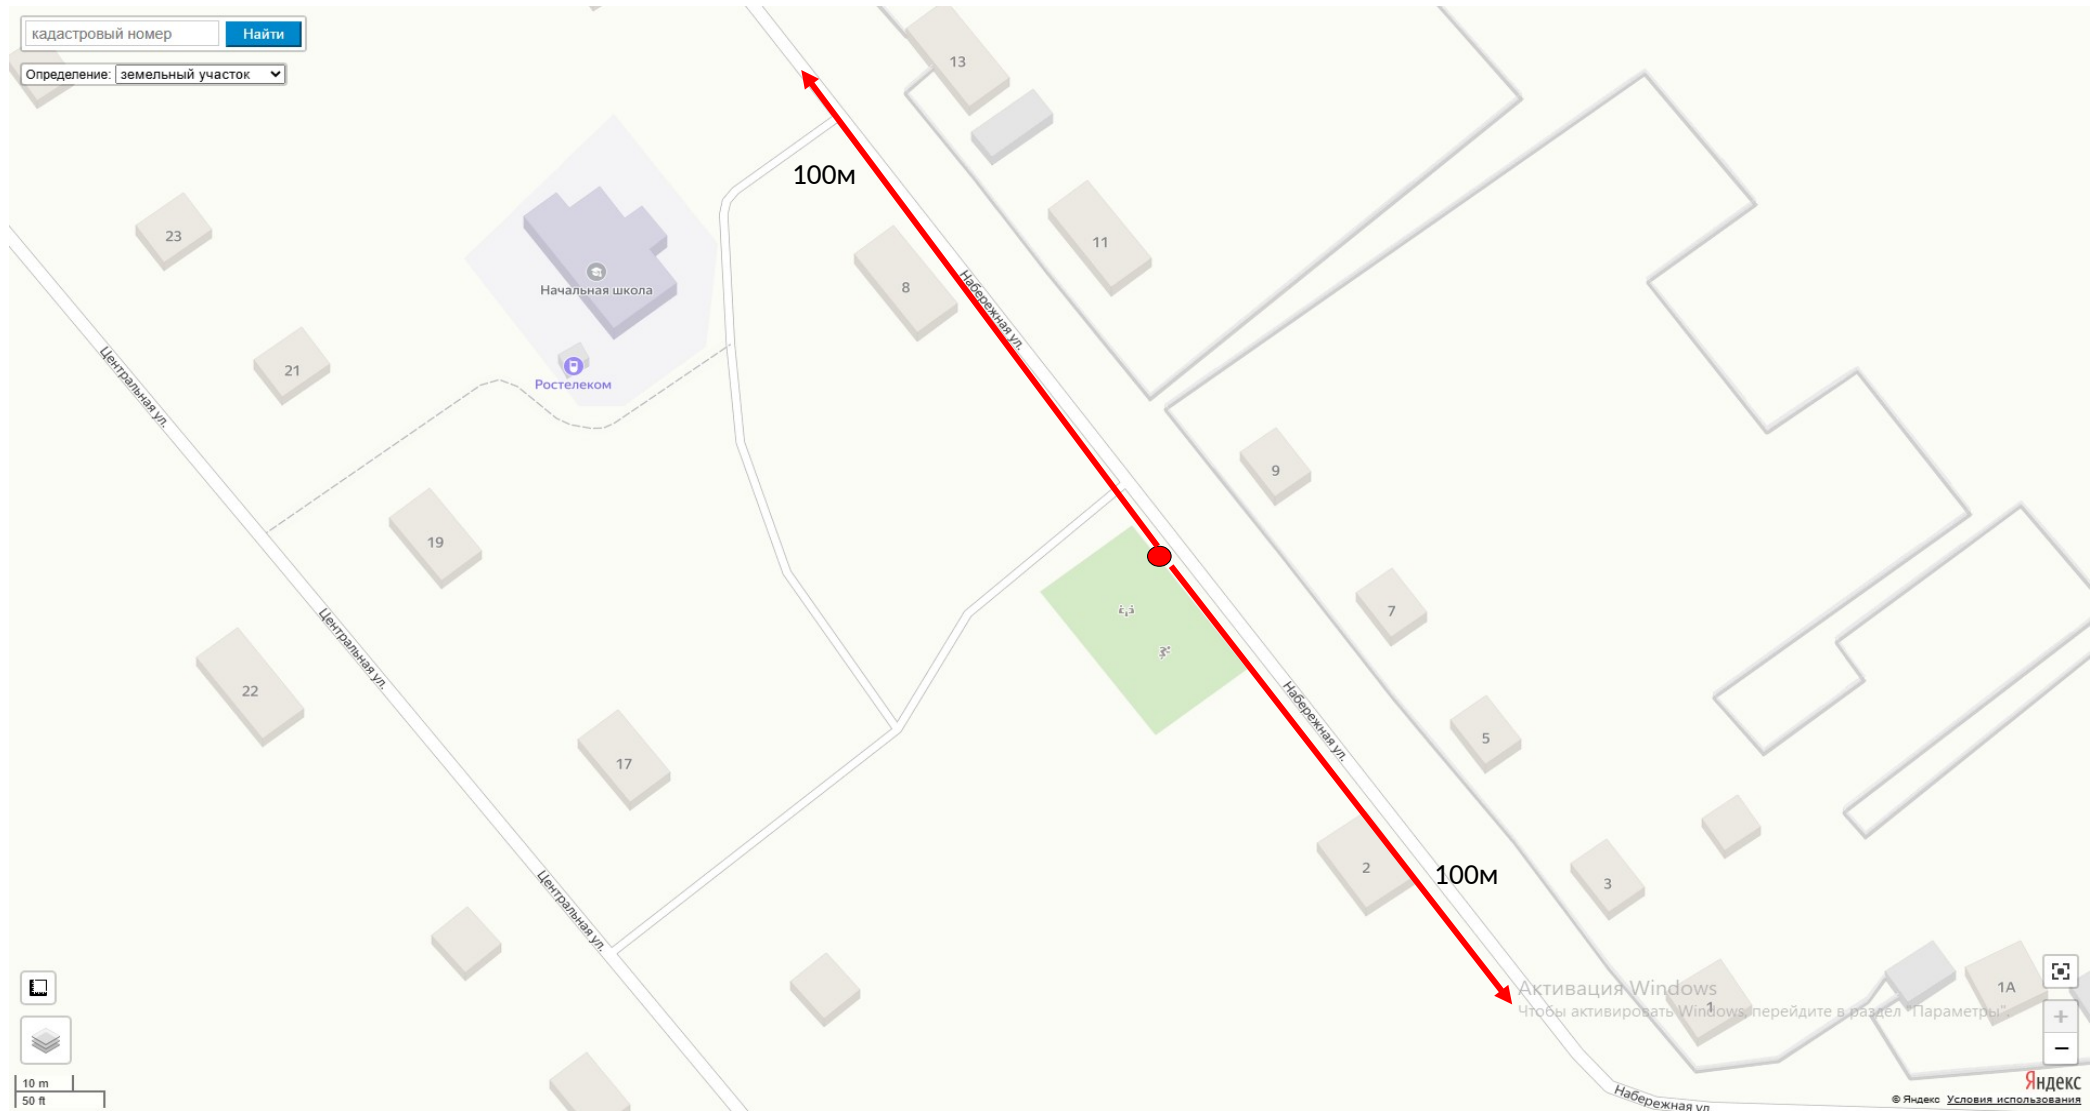 кадастровый номер
Найти
Определение: земельный участок
13
100м
23
11
Начальная школа
8
Набережная ул.
21
Ростелеком
Центральная ул.
9
19
7
Центральная ул.
22
Набережная ул.
5
17
2
100м
3
Центральная ул.
Активация Windows
1
1А
Чтобы активировать Windows, перейдите в раздел "Параметры".
+
−
10 m
50 ft
Яндекс
Набережная ул.
© Яндекс Условия использования